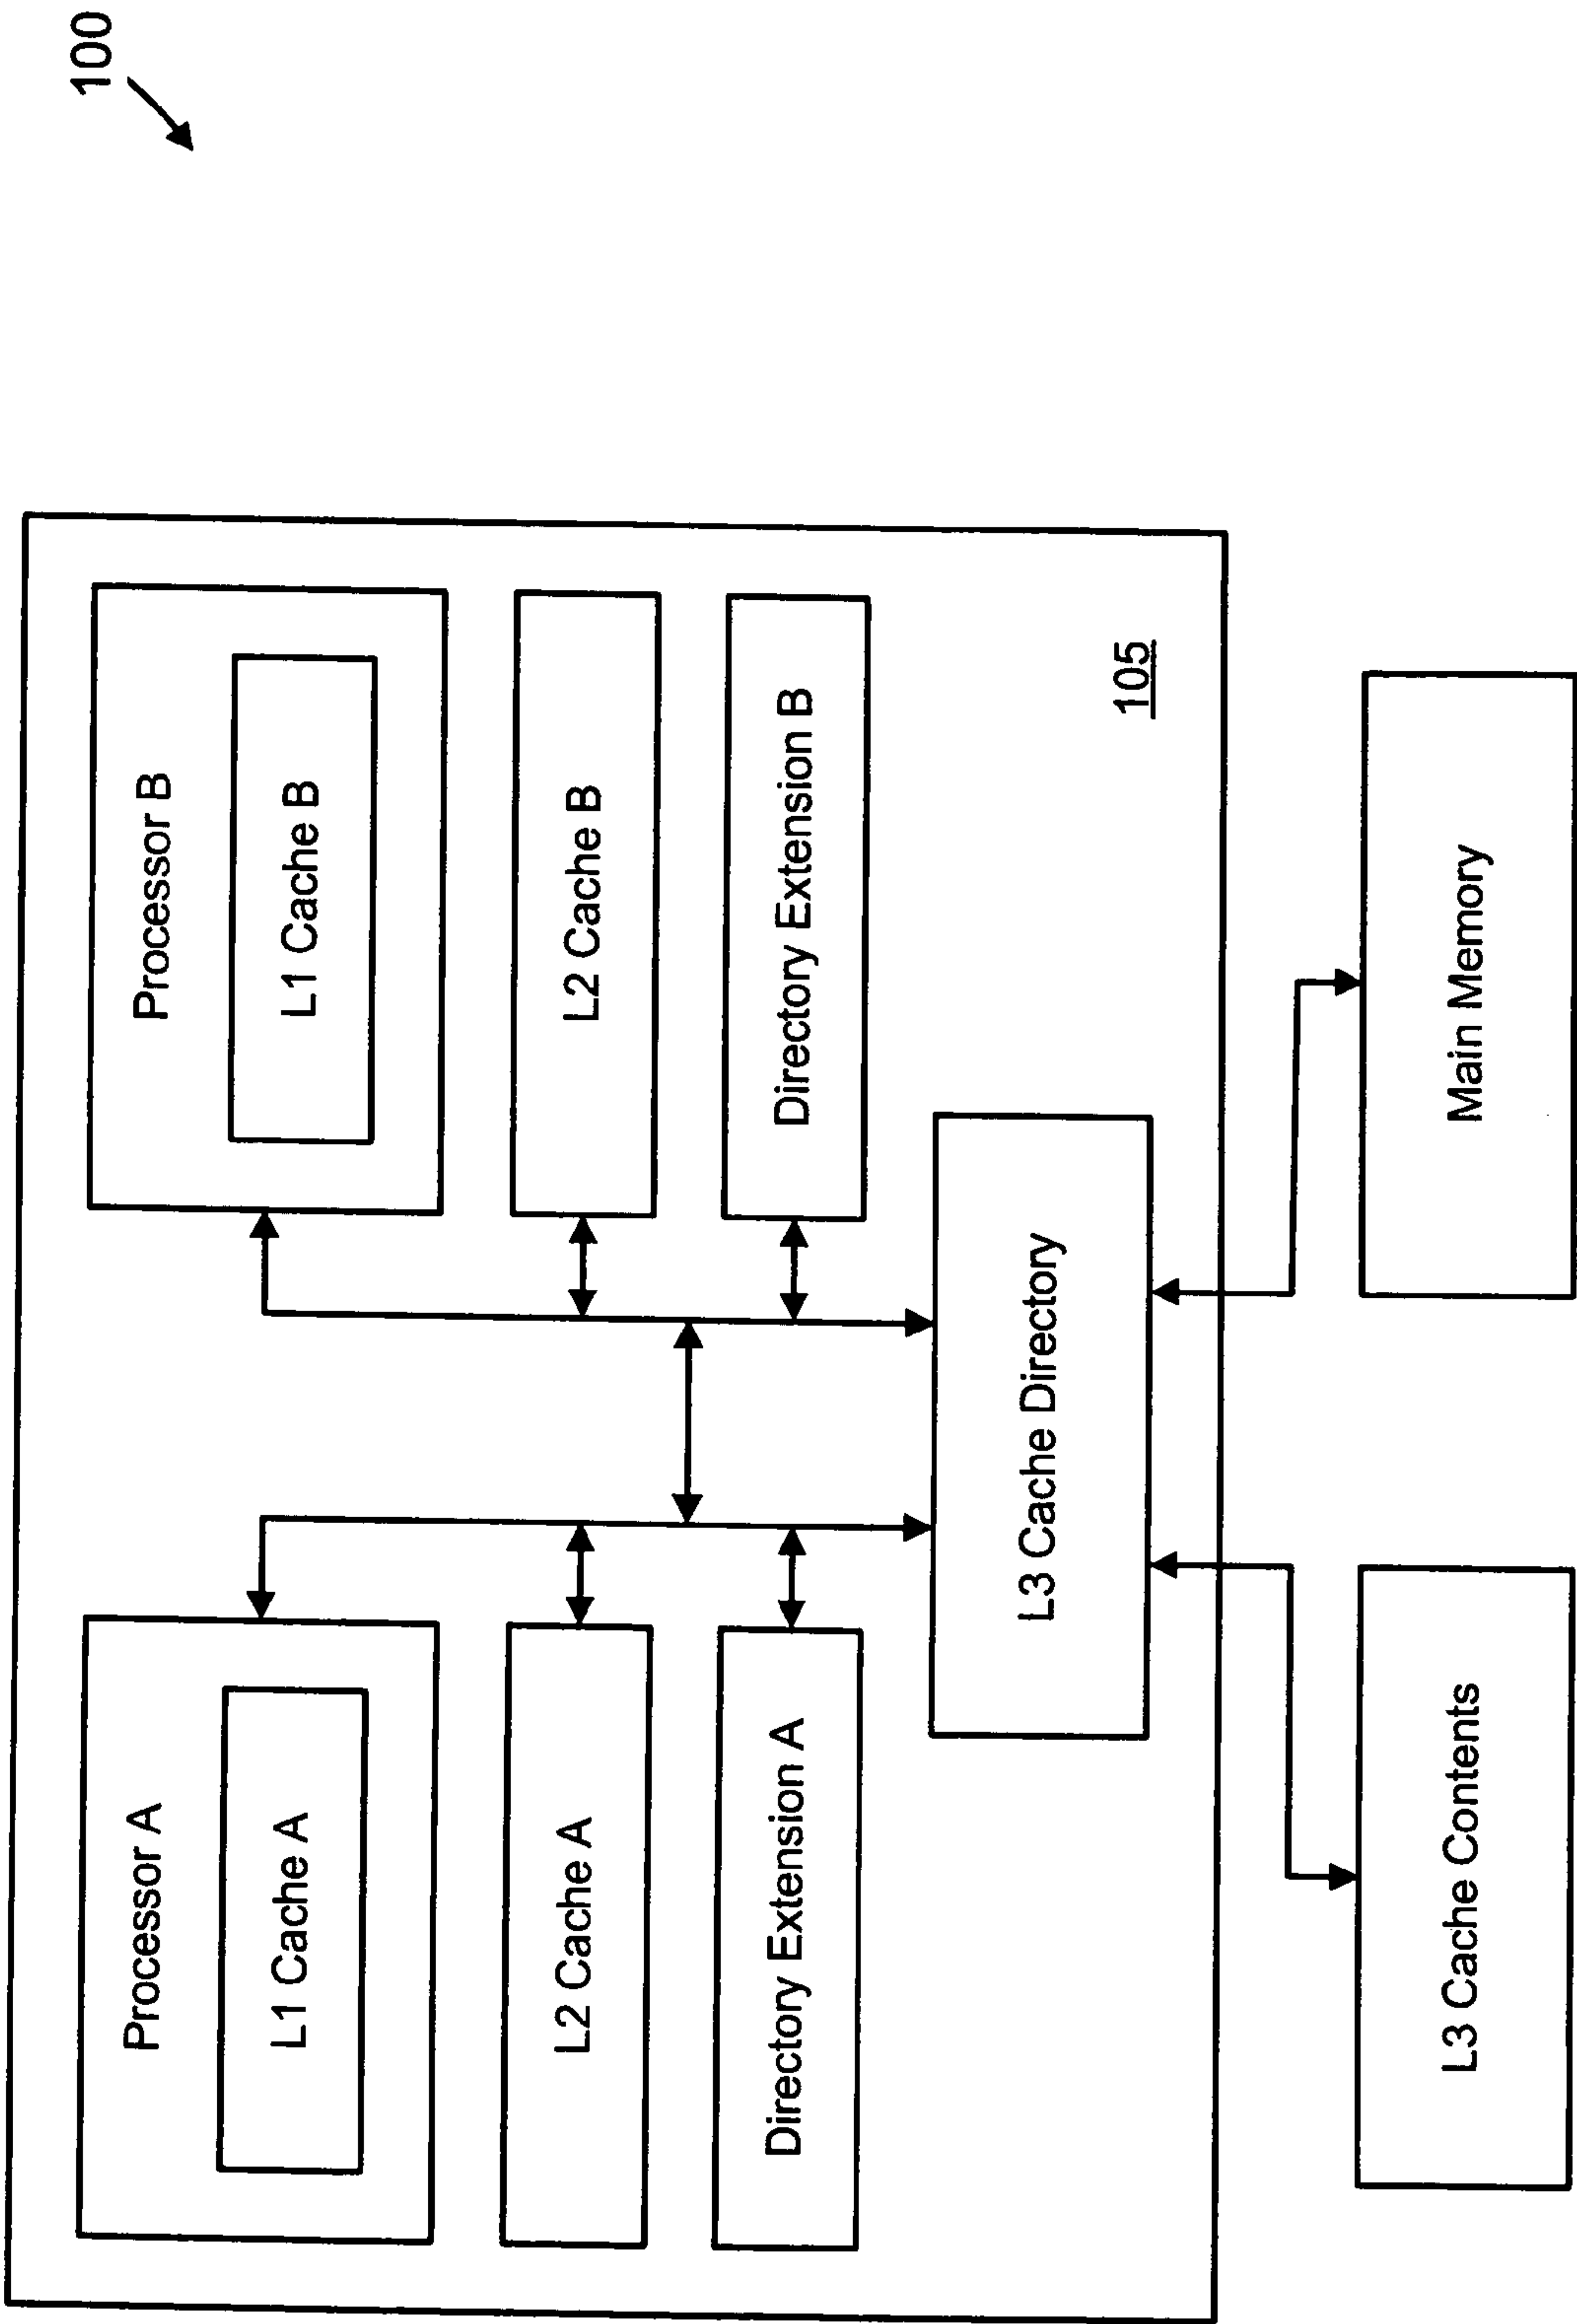 100
Processor A
Processor B
L1 Cache A
L1 Cache B
L2 Cache A
L2 Cache B
Directory Extension A
Directory Extension B
L3 Cache Directory
105
L3 Cache Contents
Main Memory